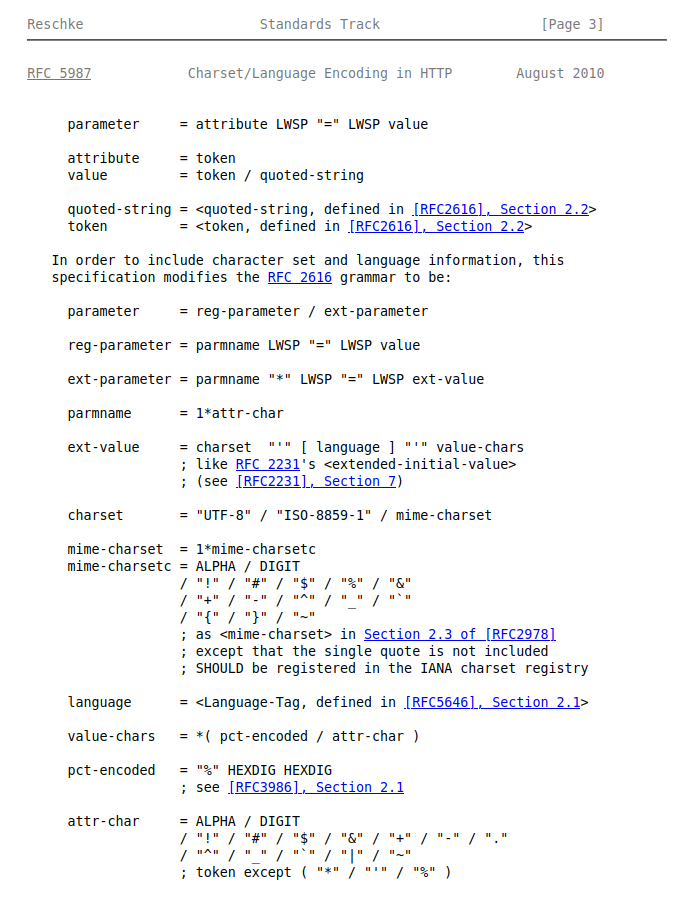 Reschke Standards Track [Page 3]
RFC 5987 Charset/Language Encoding in HTTP August 2010
parameter = attribute LWSP "=" LWSP value
attribute = token
value = token / quoted-string
quoted-string = <quoted-string, defined in [RFC2616], Section 2.2>
token = <token, defined in [RFC2616], Section 2.2>
In order to include character set and language information, this
specification modifies the RFC 2616 grammar to be:
parameter = reg-parameter / ext-parameter
reg-parameter = parmname LWSP "=" LWSP value
ext-parameter = parmname "*" LWSP "=" LWSP ext-value
parmname = 1*attr-char
ext-value = charset "'" [ language ] "'" value-chars
; like RFC 2231's <extended-initial-value>
; (see [RFC2231], Section 7)
charset = "UTF-8" / "ISO-8859-1" / mime-charset
mime-charset = 1*mime-charsetc
mime-charsetc = ALPHA / DIGIT
/ "!" / "#" / "$" / "%" / "&"
/ "+" / "-" / "^" / "_" / "`"
/ "{" / "}" / "~"
; as <mime-charset> in Section 2.3 of [RFC2978]
; except that the single quote is not included
; SHOULD be registered in the IANA charset registry
language = <Language-Tag, defined in [RFC5646], Section 2.1>
value-chars = *( pct-encoded / attr-char )
pct-encoded = "%" HEXDIG HEXDIG
; see [RFC3986], Section 2.1
attr-char = ALPHA / DIGIT
/ "!" / "#" / "$" / "&" / "+" / "-" / "."
/ "^" / "_" / "`" / "|" / "~"
; token except ( "*" / "'" / "%" )